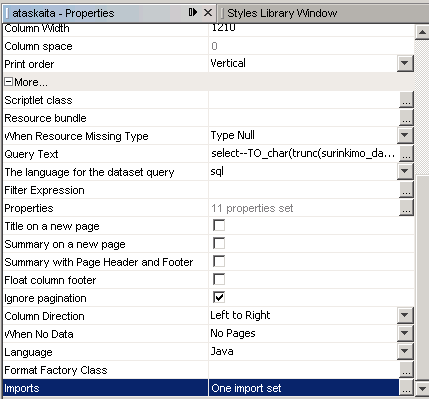 ataskaita - Properties
Styles Library Window
Column Width 1210
Column space 0
Print order Vertical
More...
Scriptlet class ...
Resource bundle ...
When Resource Missing Type Type Null
Query Text select--TO_char(trunc(surinkimo_da... ...
The language for the dataset query sql
Filter Expression ...
Properties 11 properties set ...
Title on a new page
Summary on a new page
Summary with Page Header and Footer
Float column footer
Ignore pagination
Column Direction Left to Right
When No Data No Pages
Language Java
Format Factory Class ...
Imports One import set ...